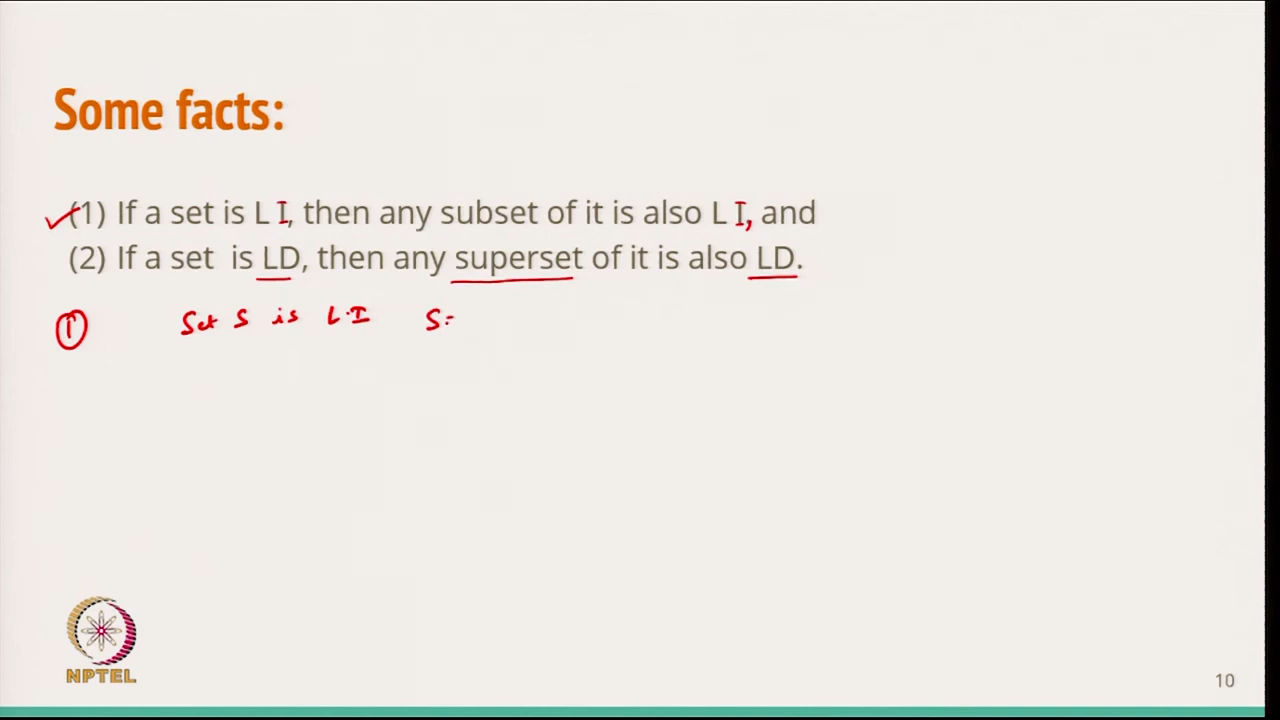 Some facts:
(1) If a set is L I, then any subset of it is also L I, and
(2) If a set is LD, then any superset of it is also LD.
① Set S is L.I S=
NPTEL
10